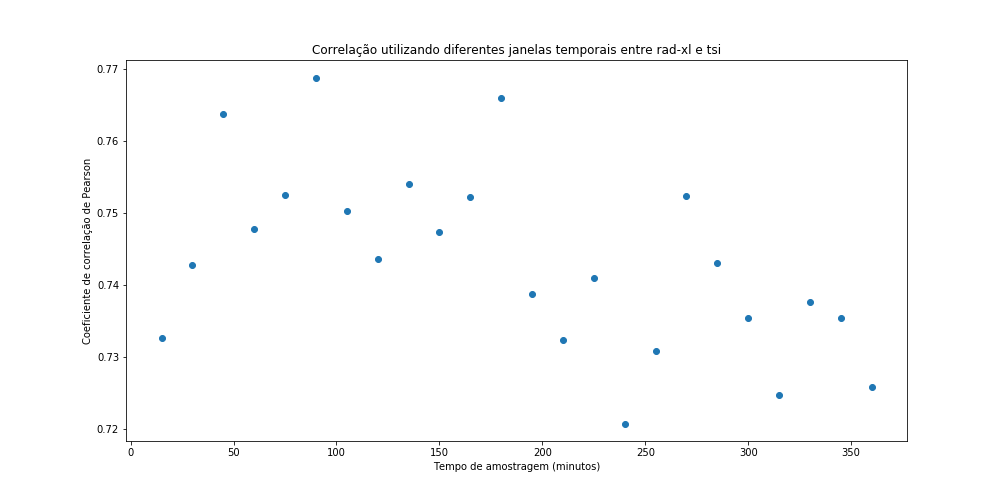 Correlação utilizando diferentes janelas temporais entre rad-xl e tsi
0.77
0.76
0.75
0.74
0.73
0.72
Coeficiente de correlação de Pearson
0 50 100 150 200 250 300 350
Tempo de amostragem (minutos)